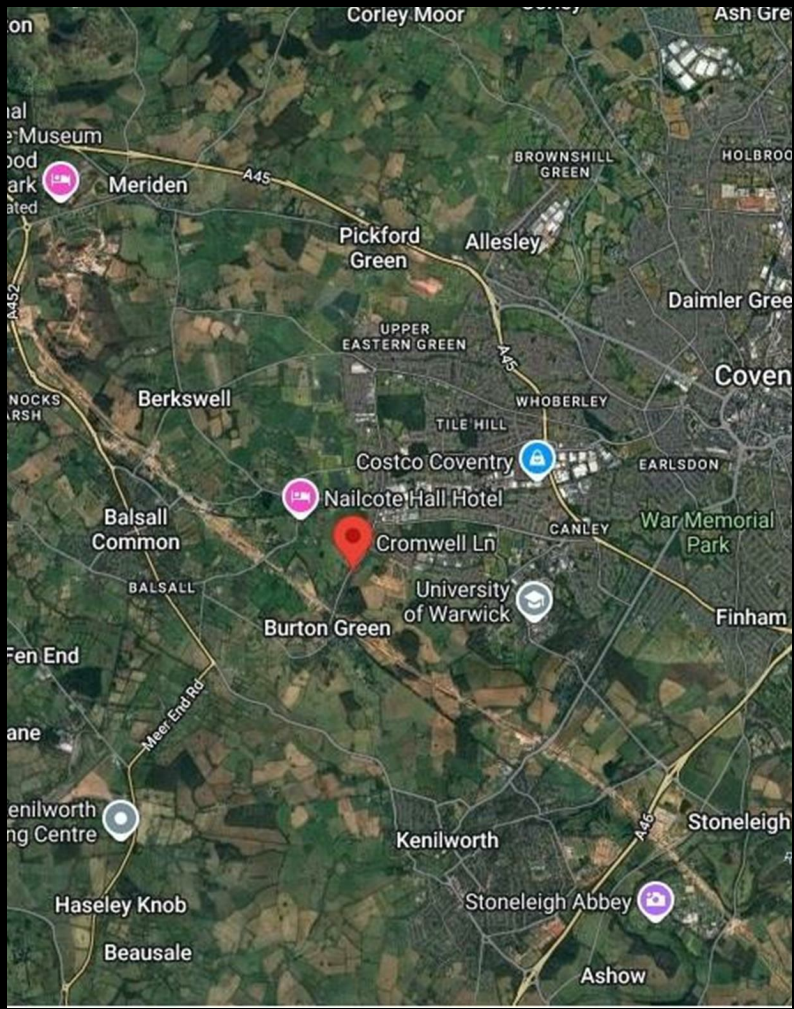 Corley Moor
Ash Gre
on
nal
e Museum
ood
ark
ated
Meriden
A45
BROWNSHILL
GREEN
HOLBROO
Pickford
Green
Allesley
A452
Daimler Gree
UPPER
EASTERN GREEN
A45
Coven
NOCKS
ARSH
Berkswell
WHOBERLEY
TILE HILL
Costco Coventry
EARLSDON
Nailcote Hall Hotel
Balsall
Common
Cromwell Ln
CANLEY
War Memorial
Park
BALSALL
University
of Warwick
Burton Green
Finham
Fen End
Meer End Rd
ane
enilworth
ng Centre
Kenilworth
A46
Stoneleigh
Haseley Knob
Stoneleigh Abbey
Beausale
Ashow